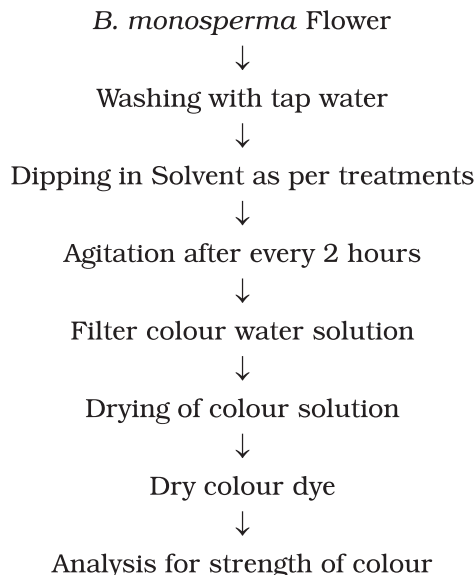 B. monosperma Flower
↓
Washing with tap water
↓
Dipping in Solvent as per treatments
↓
Agitation after every 2 hours
↓
Filter colour water solution
↓
Drying of colour solution
↓
Dry colour dye
↓
Analysis for strength of colour